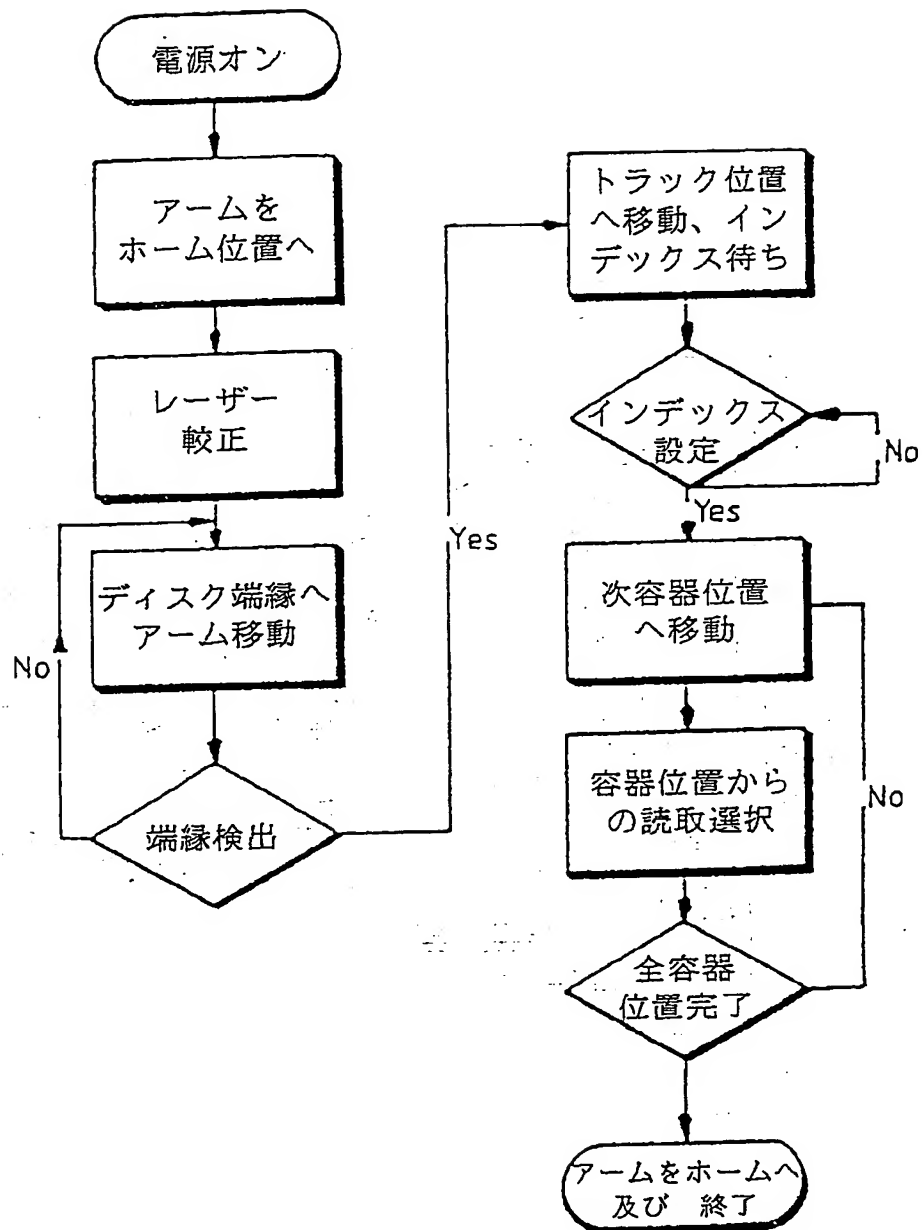 電源オン
アームを
ホーム位置へ
レーザー
較正
ディスク端縁へ
アーム移動
No
端縁検出
Yes
トラック位置
へ移動、イン
デックス待ち
インデックス
設定
No
Yes
次容器位置
へ移動
容器位置から
の読取選択
No
全容器
位置完了
アームをホームへ
及び 終了